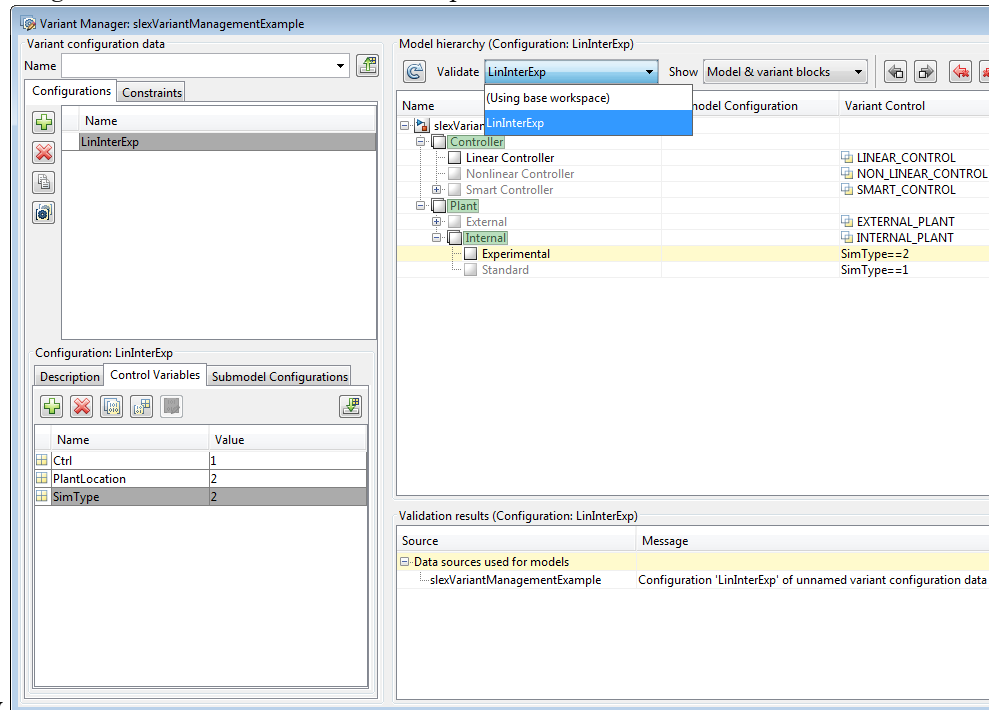 Variant Manager: slexVariantManagementExample
Variant configuration data
Name
Configurations Constraints
Name
LinInterExp
Configuration: LinInterExp
Description Control Variables Submodel Configurations
Name Value
Ctrl 1
PlantLocation 2
SimType 2
Model hierarchy (Configuration: LinInterExp)
Validate LinInterExp Show Model & variant blocks
(Using base workspace)
LinInterExp
Name model Configuration Variant Control
slexVarian
Controller
Linear Controller LINEAR_CONTROL
Nonlinear Controller NON_LINEAR_CONTROL
Smart Controller SMART_CONTROL
Plant
External EXTERNAL_PLANT
Internal INTERNAL_PLANT
Experimental SimType==2
Standard SimType==1
Validation results (Configuration: LinInterExp)
Source Message
Data sources used for models
slexVariantManagementExample Configuration 'LinInterExp' of unnamed variant configuration data